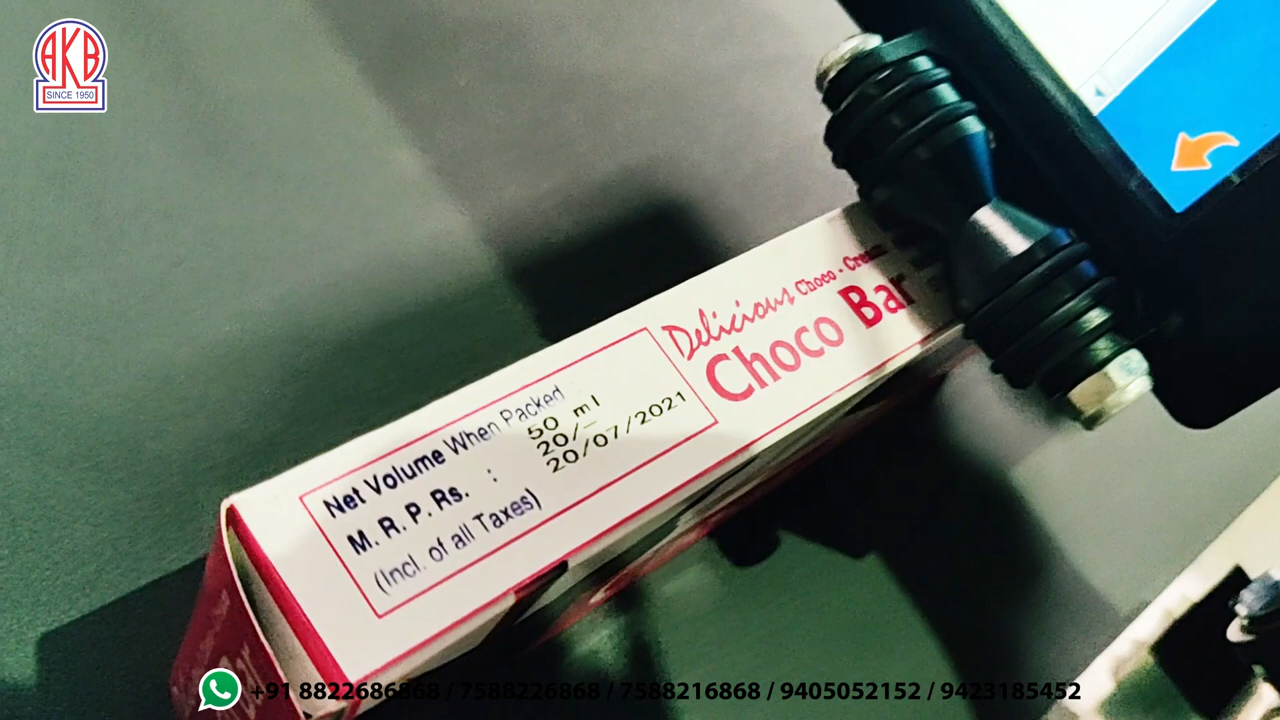 AKB
SINCE 1950
Delicious Choco - Cream
Choco Bar
Net Volume When Packed
50 ml
M. R. P. Rs. : 20/-
20/07/2021
(Incl. of all Taxes)
+91 8822686868 / 7588226868 / 7588216868 / 9405052152 / 9423185452